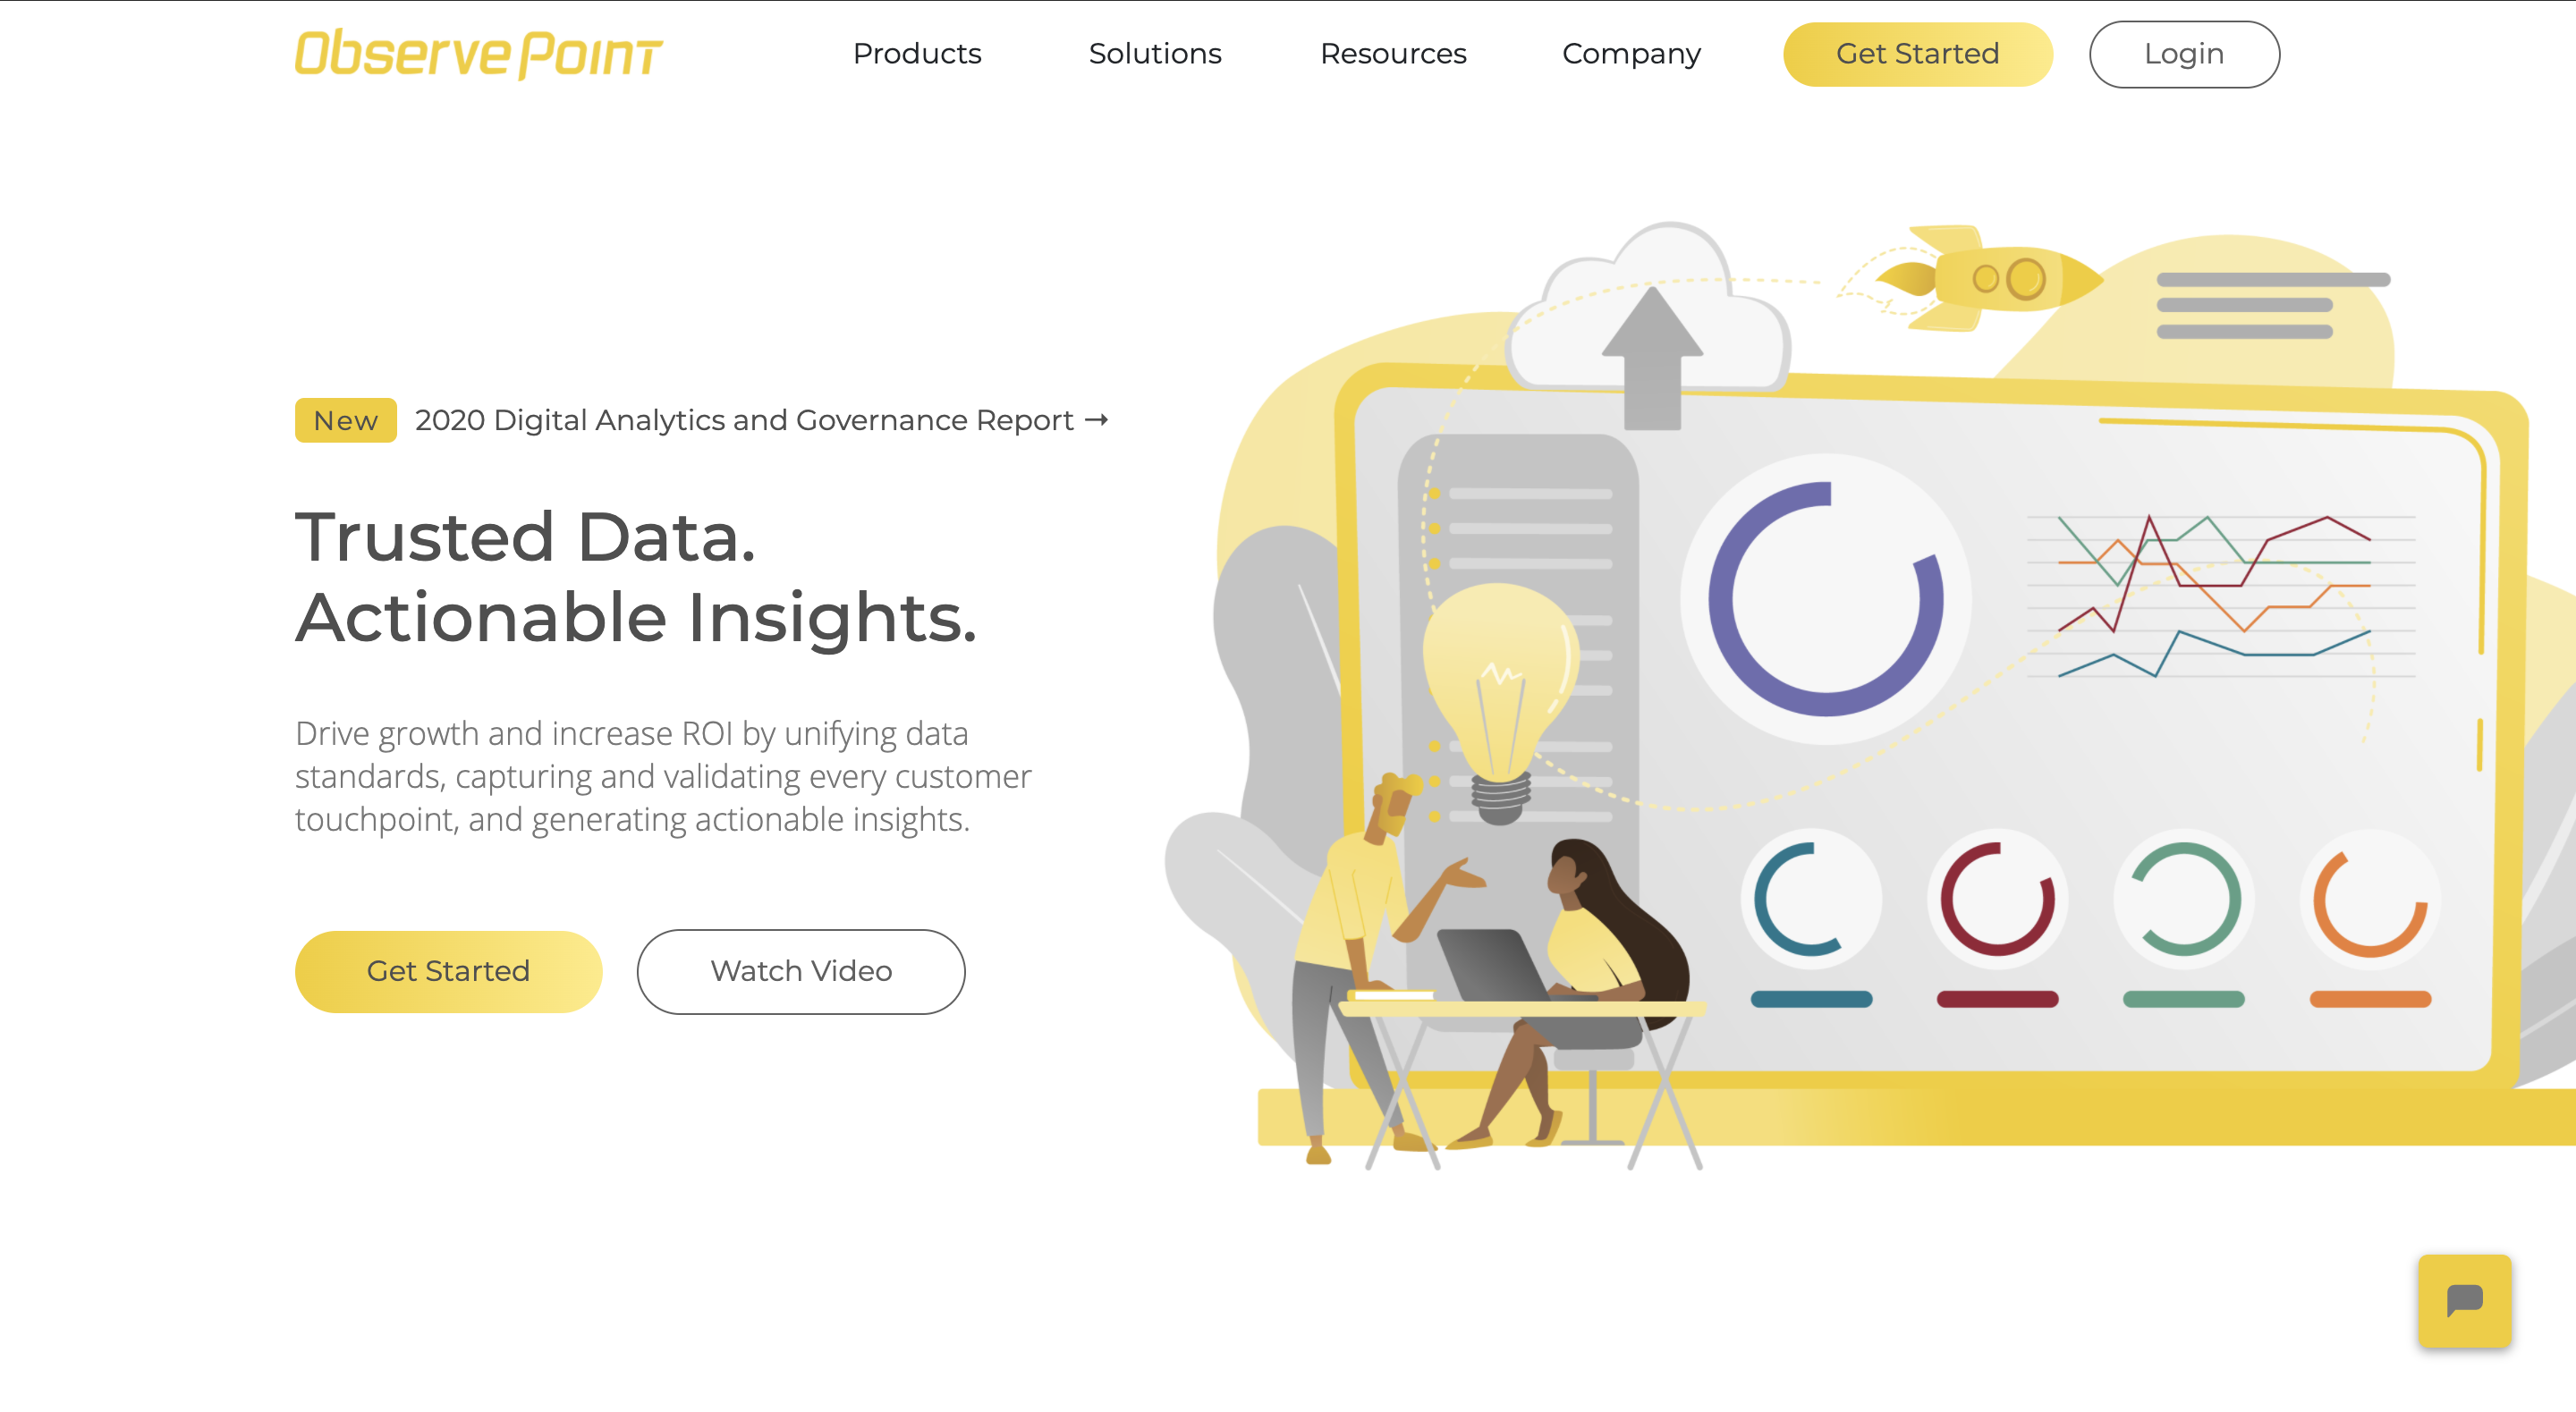 ObservePoint
Products
Solutions
Resources
Company
Get Started
Login
New
2020 Digital Analytics and Governance Report →
Trusted Data.
Actionable Insights.
Drive growth and increase ROI by unifying data
standards, capturing and validating every customer
touchpoint, and generating actionable insights.
Get Started
Watch Video